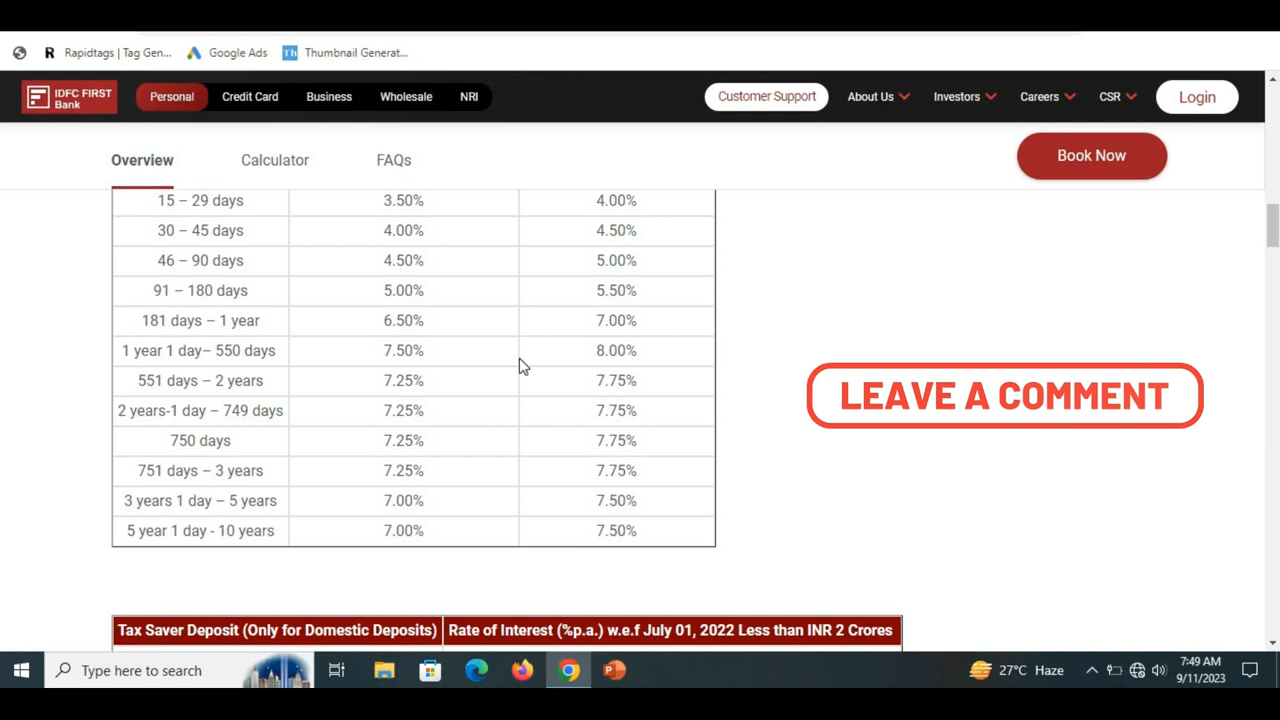 R Rapidtags | Tag Gen... Google Ads Th Thumbnail Generat...
IDFC FIRST
Bank
Personal Credit Card Business Wholesale NRI Customer Support About Us Investors Careers CSR Login
Overview Calculator FAQs Book Now
15 – 29 days 3.50% 4.00%
30 – 45 days 4.00% 4.50%
46 – 90 days 4.50% 5.00%
91 – 180 days 5.00% 5.50%
181 days – 1 year 6.50% 7.00%
1 year 1 day– 550 days 7.50% 8.00%
551 days – 2 years 7.25% 7.75%
2 years-1 day – 749 days 7.25% 7.75%
750 days 7.25% 7.75%
751 days – 3 years 7.25% 7.75%
3 years 1 day – 5 years 7.00% 7.50%
5 year 1 day - 10 years 7.00% 7.50%
LEAVE A COMMENT
Tax Saver Deposit (Only for Domestic Deposits) Rate of Interest (%p.a.) w.e.f July 01, 2022 Less than INR 2 Crores
Type here to search 27°C Haze 7:49 AM
9/11/2023